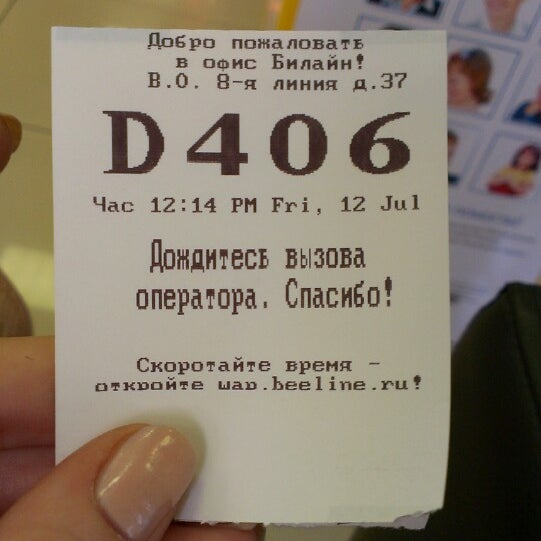 Добро пожаловать
в офис Билайн!
В.О. 8-я линия д.37
D406
Час 12:14 PM Fri, 12 Jul
Дождитесь вызова
оператора. Спасибо!
Скоротайте время -
откройте wap.beeline.ru!